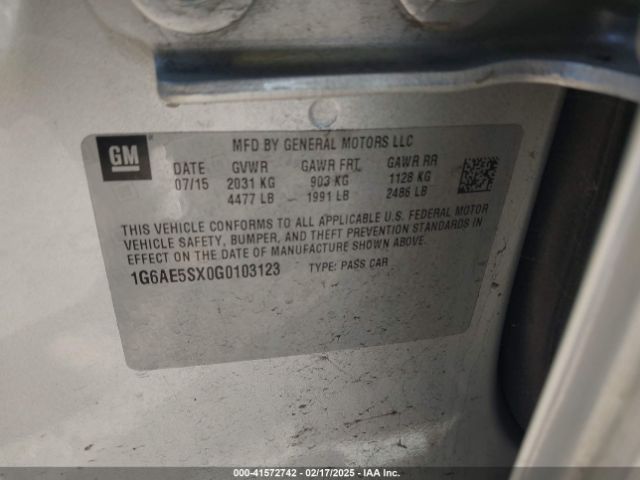 GM
MFD BY GENERAL MOTORS LLC
DATE GVWR GAWR FRT GAWR RR
07/15 2031 KG 903 KG 1128 KG
4477 LB 1991 LB 2486 LB
THIS VEHICLE CONFORMS TO ALL APPLICABLE U.S. FEDERAL MOTOR
VEHICLE SAFETY, BUMPER, AND THEFT PREVENTION STANDARDS IN
EFFECT ON THE DATE OF MANUFACTURE SHOWN ABOVE.
1G6AE5SX0G0103123 TYPE: PASS CAR
000-41572742 - 02/17/2025 - IAA Inc.